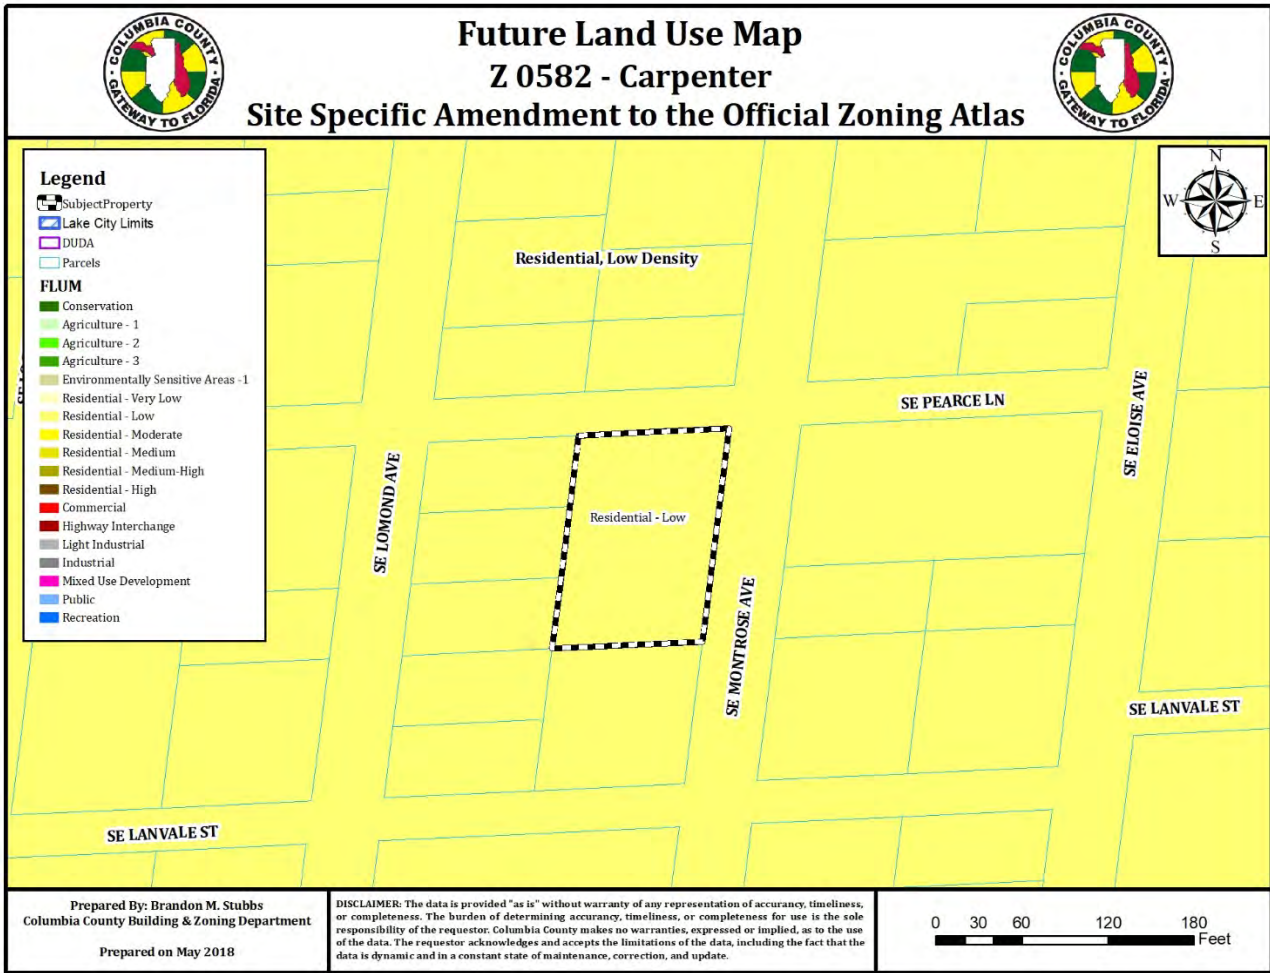 COLUMBIA COUNTY
GATEWAY TO FLORIDA
Future Land Use Map
Z 0582 - Carpenter
Site Specific Amendment to the Official Zoning Atlas
COLUMBIA COUNTY
GATEWAY TO FLORIDA
Legend
SubjectProperty
Lake City Limits
DUDA
Parcels
FLUM
Conservation
Agriculture - 1
Agriculture - 2
Agriculture - 3
Environmentally Sensitive Areas -1
Residential - Very Low
Residential - Low
Residential - Moderate
Residential - Medium
Residential - Medium-High
Residential - High
Commercial
Highway Interchange
Light Industrial
Industrial
Mixed Use Development
Public
Recreation
N
W
E
S
Residential, Low Density
SE PEARCE LN
SE ELOISE AVE
SE LOMOND AVE
Residential - Low
SE MONTROSE AVE
SE LANVALE ST
SE LANVALE ST
Prepared By: Brandon M. Stubbs
Columbia County Building & Zoning Department
Prepared on May 2018
DISCLAIMER: The data is provided "as is" without warranty of any representation of accurancy, timeliness,
or completeness. The burden of determining accurancy, timeliness, or completeness for use is the sole
responsibility of the requestor. Columbia County makes no warranties, expressed or implied, as to the use
of the data. The requestor acknowledges and accepts the limitations of the data, including the fact that the
data is dynamic and in a constant state of maintenance, correction, and update.
0 30 60 120 180
Feet